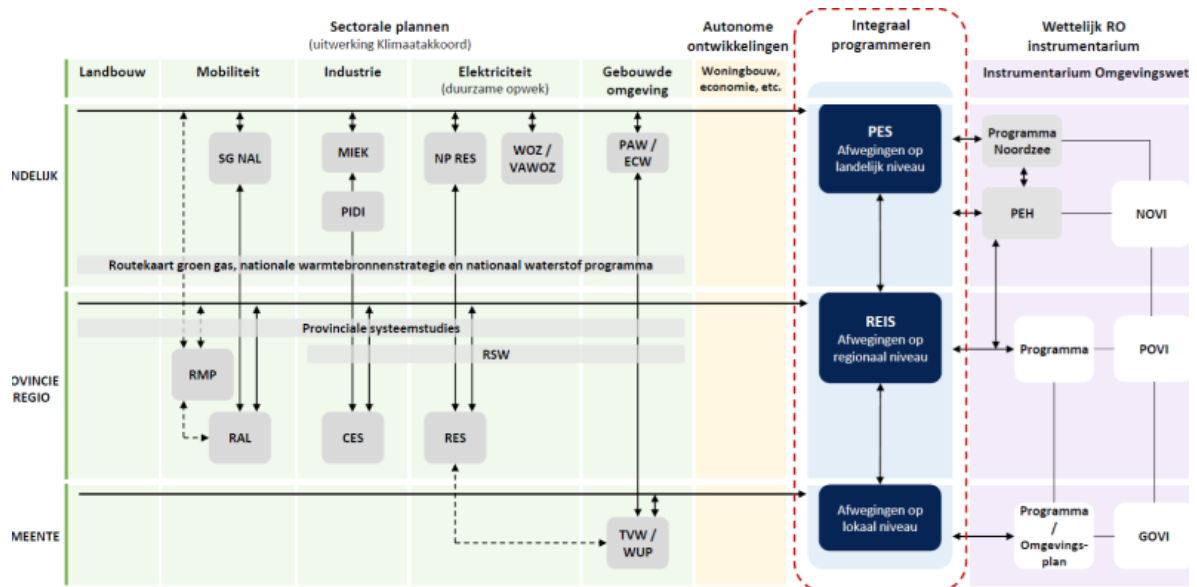 Sectorale plannen
(uitwerking Klimaatakkoord)
Autonome
ontwikkelingen
Integraal
programmeren
Wettelijk RO
instrumentarium
Landbouw
Mobiliteit
Industrie
Elektriciteit
(duurzame opwek)
Gebouwde
omgeving
Woningbouw,
economie, etc.
Instrumentarium Omgevingswet
NDELIJK
SG NAL
MIEK
NP RES
WOZ /
VAWOZ
PAW /
ECW
PES
Afwegingen op
landelijk niveau
Programma
Noordzee
PIDI
PEH
NOVI
Routekaart groen gas, nationale warmtebronnenstrategie en nationaal waterstof programma
OVINCIE
REGIO
Provinciale systeemstudies
RSW
REIS
Afwegingen op
regionaal niveau
Programma
POVI
RMP
RAL
CES
RES
MEENTE
TVW /
WUP
Afwegingen op
lokaal niveau
Programma
/
Omgevings-
plan
GOVI